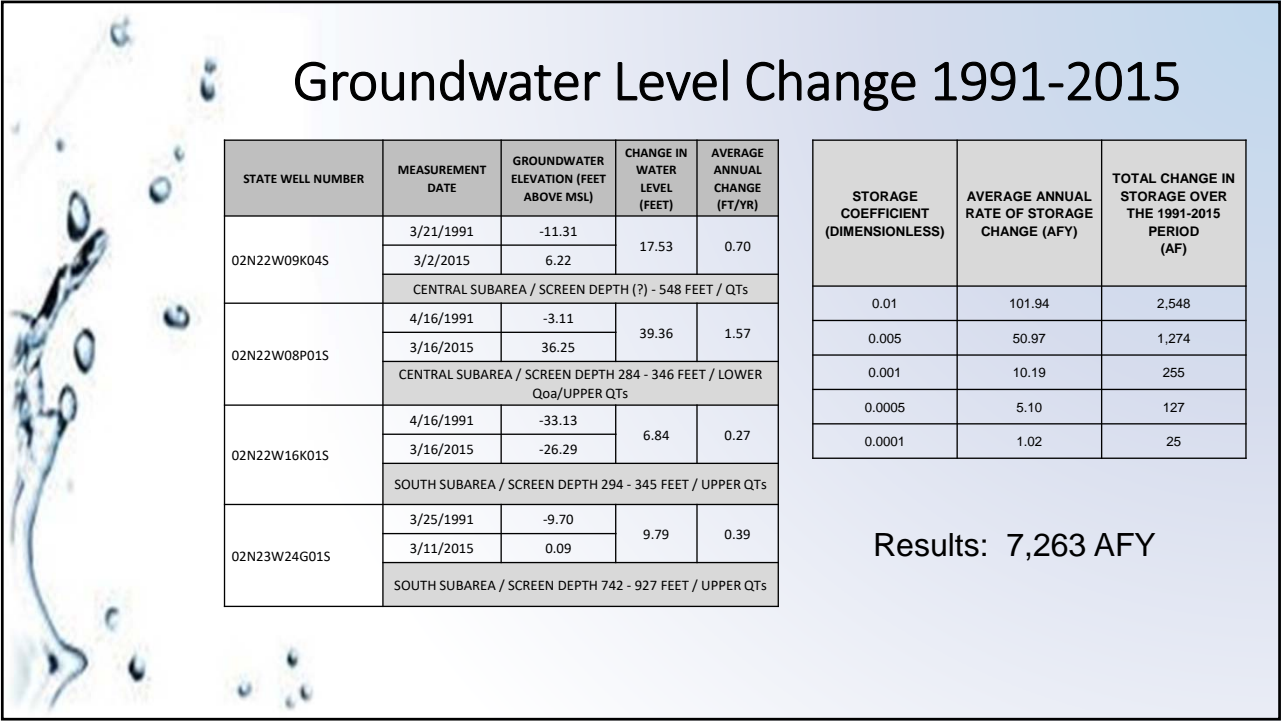 Groundwater Level Change 1991-2015
STATE WELL NUMBER
MEASUREMENT
DATE
GROUNDWATER
ELEVATION (FEET
ABOVE MSL)
CHANGE IN
WATER
LEVEL
(FEET)
AVERAGE
ANNUAL
CHANGE
(FT/YR)
02N22W09K04S
3/21/1991
-11.31
17.53
0.70
3/2/2015
6.22
CENTRAL SUBAREA / SCREEN DEPTH (?) - 548 FEET / QTs
02N22W08P01S
4/16/1991
-3.11
39.36
1.57
3/16/2015
36.25
CENTRAL SUBAREA / SCREEN DEPTH 284 - 346 FEET / LOWER
Qoa/UPPER QTs
02N22W16K01S
4/16/1991
-33.13
6.84
0.27
3/16/2015
-26.29
SOUTH SUBAREA / SCREEN DEPTH 294 - 345 FEET / UPPER QTs
02N23W24G01S
3/25/1991
-9.70
9.79
0.39
3/11/2015
0.09
SOUTH SUBAREA / SCREEN DEPTH 742 - 927 FEET / UPPER QTs
STORAGE
COEFFICIENT
(DIMENSIONLESS)
AVERAGE ANNUAL
RATE OF STORAGE
CHANGE (AFY)
TOTAL CHANGE IN
STORAGE OVER
THE 1991-2015
PERIOD
(AF)
0.01
101.94
2,548
0.005
50.97
1,274
0.001
10.19
255
0.0005
5.10
127
0.0001
1.02
25
Results: 7,263 AFY